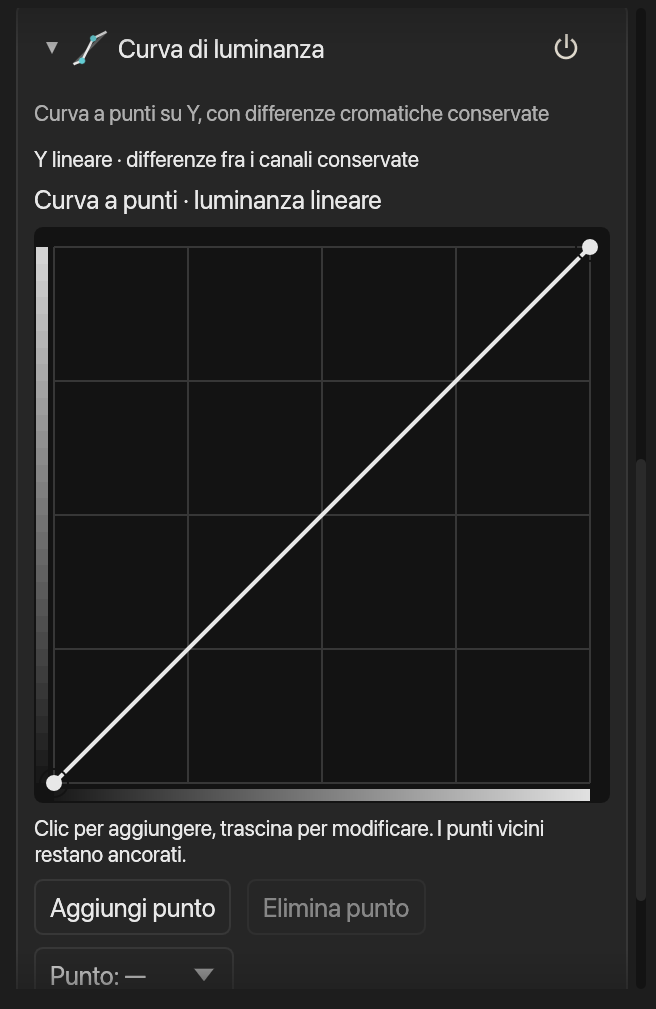 Curva di luminanza
Curva a punti su Y, con differenze cromatiche conservate
Y lineare · differenze fra i canali conservate
Curva a punti · luminanza lineare
Clic per aggiungere, trascina per modificare. I punti vicini
restano ancorati.
Aggiungi punto
Elimina punto
Punto: —